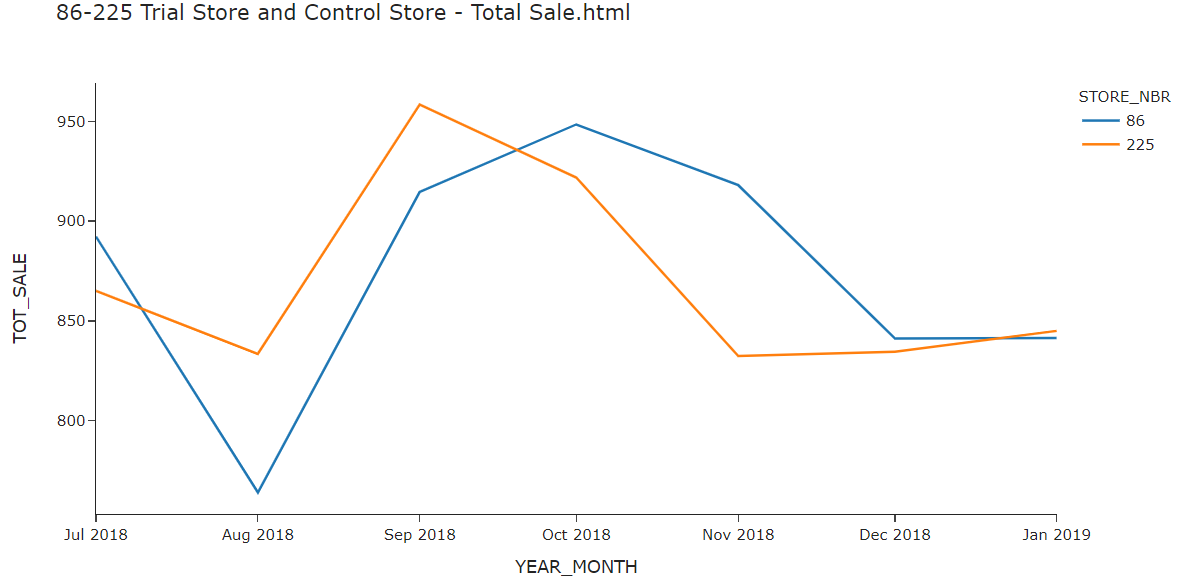 86-225 Trial Store and Control Store - Total Sale.html
STORE_NBR
86
225
950
900
850
800
TOT_SALE
Jul 2018
Aug 2018
Sep 2018
Oct 2018
Nov 2018
Dec 2018
Jan 2019
YEAR_MONTH